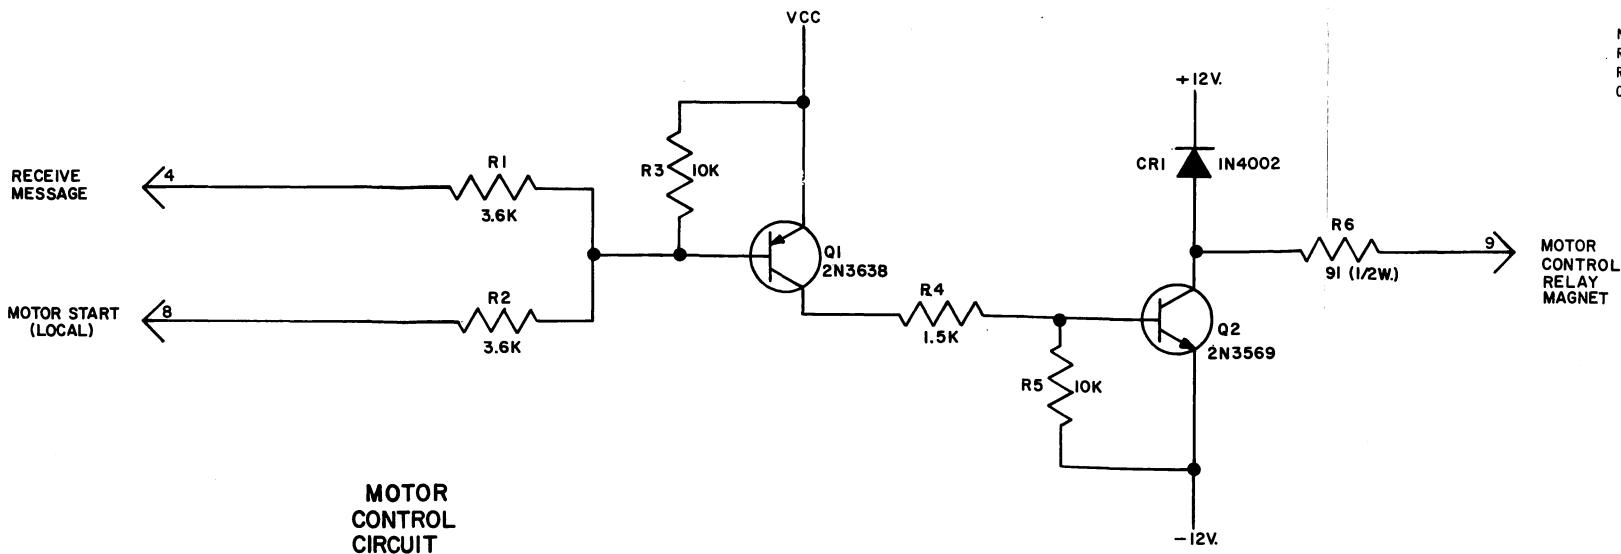 VCC
+12V.
RECEIVE
MESSAGE
4
R1
3.6K
R3
10K
CR1
1N4002
Q1
2N3638
R6
91 (1/2W.)
9
MOTOR
CONTROL
RELAY
MAGNET
MOTOR START
(LOCAL)
8
R2
3.6K
R4
1.5K
Q2
2N3569
R5
10K
-12V.
MOTOR
CONTROL
CIRCUIT